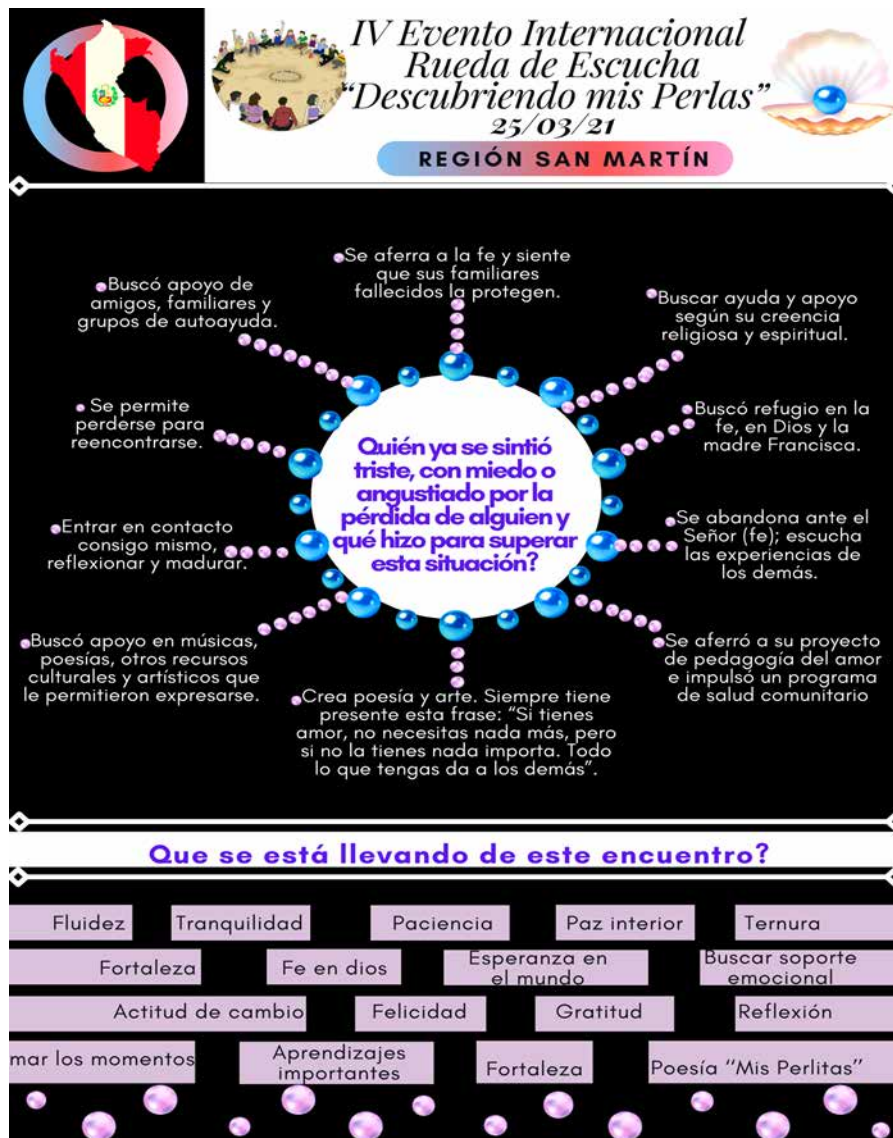 IV Evento Internacional
Rueda de Escucha
“Descubriendo mis Perlas”
25/03/21
REGIÓN SAN MARTÍN
Se aferra a la fe y siente
que sus familiares
fallecidos la protegen.
Buscó apoyo de
amigos, familiares y
grupos de autoayuda.
Buscar ayuda y apoyo
según su creencia
religiosa y espiritual.
Se permite
perderse para
reencontrarse.
Buscó refugio en la
fe, en Dios y la
madre Francisca.
Quién ya se sintió
triste, con miedo o
angustiado por la
pérdida de alguien y
qué hizo para superar
esta situación?
Entrar en contacto
consigo mismo,
reflexionar y madurar.
Se abandona ante el
Señor (fe); escucha
las experiencias de
los demás.
Buscó apoyo en músicas,
poesías, otros recursos
culturales y artísticos que
le permitieron expresarse.
Se aferró a su proyecto
de pedagogía del amor
e impulsó un programa
de salud comunitario
Crea poesía y arte. Siempre tiene
presente esta frase: “Si tienes
amor, no necesitas nada más, pero
si no la tienes nada importa. Todo
lo que tengas da a los demás”.
Que se está llevando de este encuentro?
Fluidez
Tranquilidad
Paciencia
Paz interior
Ternura
Fortaleza
Fe en dios
Esperanza en
el mundo
Buscar soporte
emocional
Actitud de cambio
Felicidad
Gratitud
Reflexión
mar los momentos
Aprendizajes
importantes
Fortaleza
Poesía “Mis Perlitas”